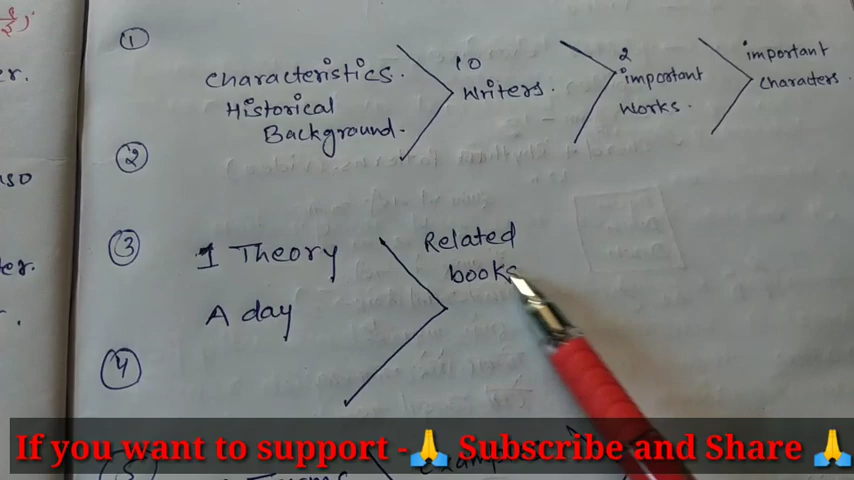 ①
characteristics.
Historical
Background.
10
Writers.
2
important
Works.
important
characters.
②
③
1 Theory
A day
Related
books
④
If you want to support -🙏 Subscribe and Share 🙏